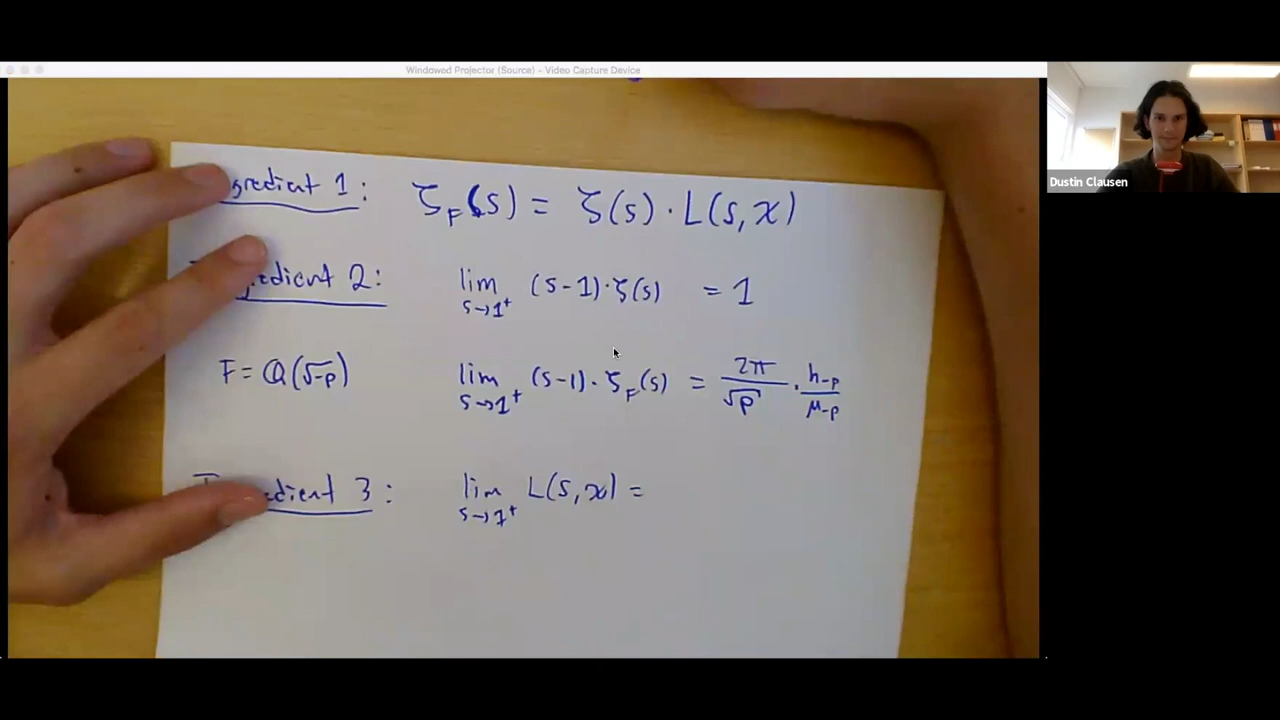 Windowed Projector (Source) - Video Capture Device
gredient 1: ζ_F(s) = ζ(s) · L(s, χ)
edient 2: lim_{s→1⁺} (s-1)·ζ(s) = 1
F = Q(√-p) lim_{s→1⁺} (s-1)·ζ_F(s) = 2π/√p · h_{-p}/μ_{-p}
edient 3: lim_{s→1⁺} L(s, χ) =
Dustin Clausen